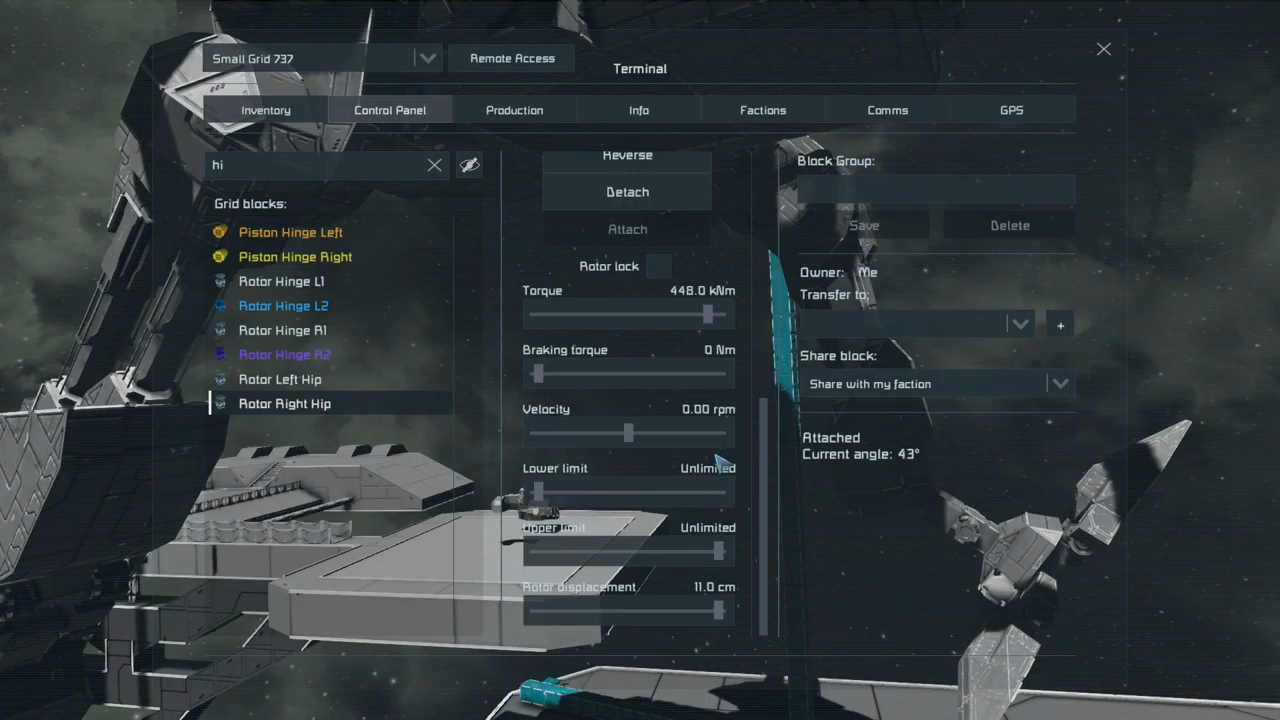 Small Grid 737
Remote Access
Terminal
Inventory
Control Panel
Production
Info
Factions
Comms
GPS
hi
Grid blocks:
Piston Hinge Left
Piston Hinge Right
Rotor Hinge L1
Rotor Hinge L2
Rotor Hinge R1
Rotor Hinge R2
Rotor Left Hip
Rotor Right Hip
Reverse
Detach
Attach
Rotor lock
Torque 448.0 kNm
Braking torque 0 Nm
Velocity 0.00 rpm
Lower limit Unlimited
Upper limit Unlimited
Rotor displacement 11.0 cm
Block Group:
Save
Delete
Owner: Me
Transfer to:
+
Share block:
Share with my faction
Attached
Current angle: 43°